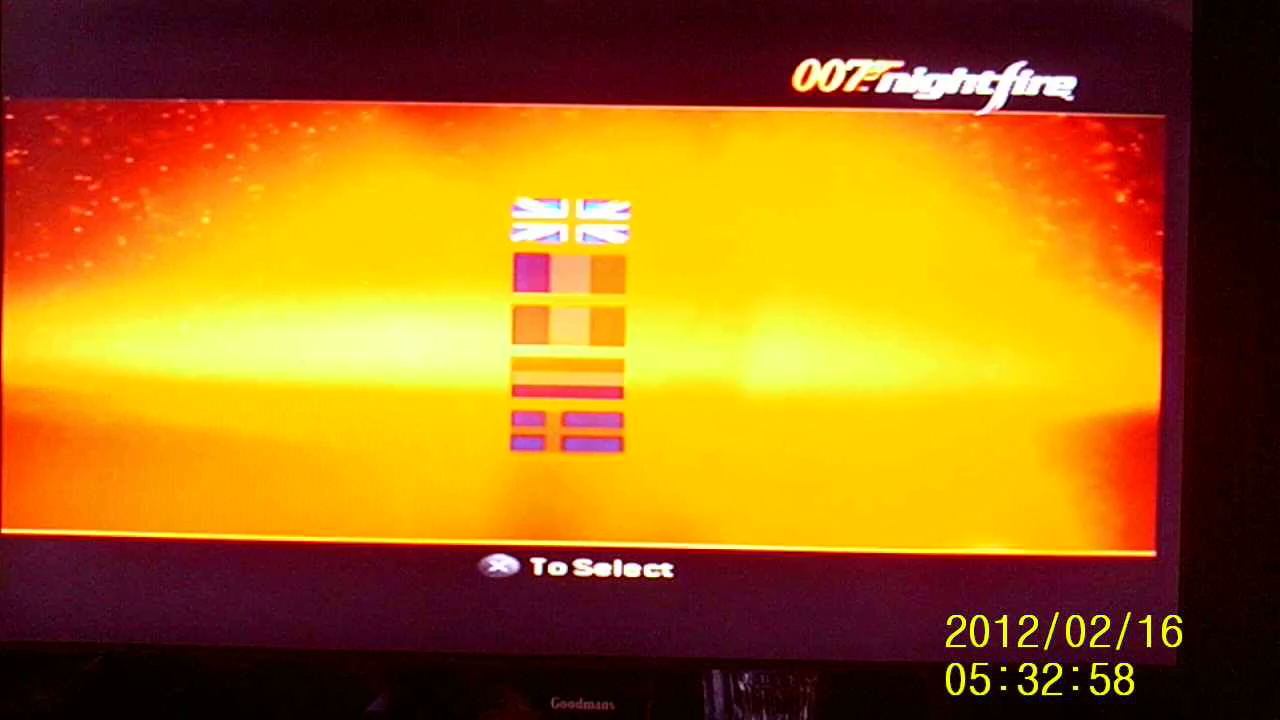 007 nightfire
To Select
2012/02/16
05:32:58
Goodmans